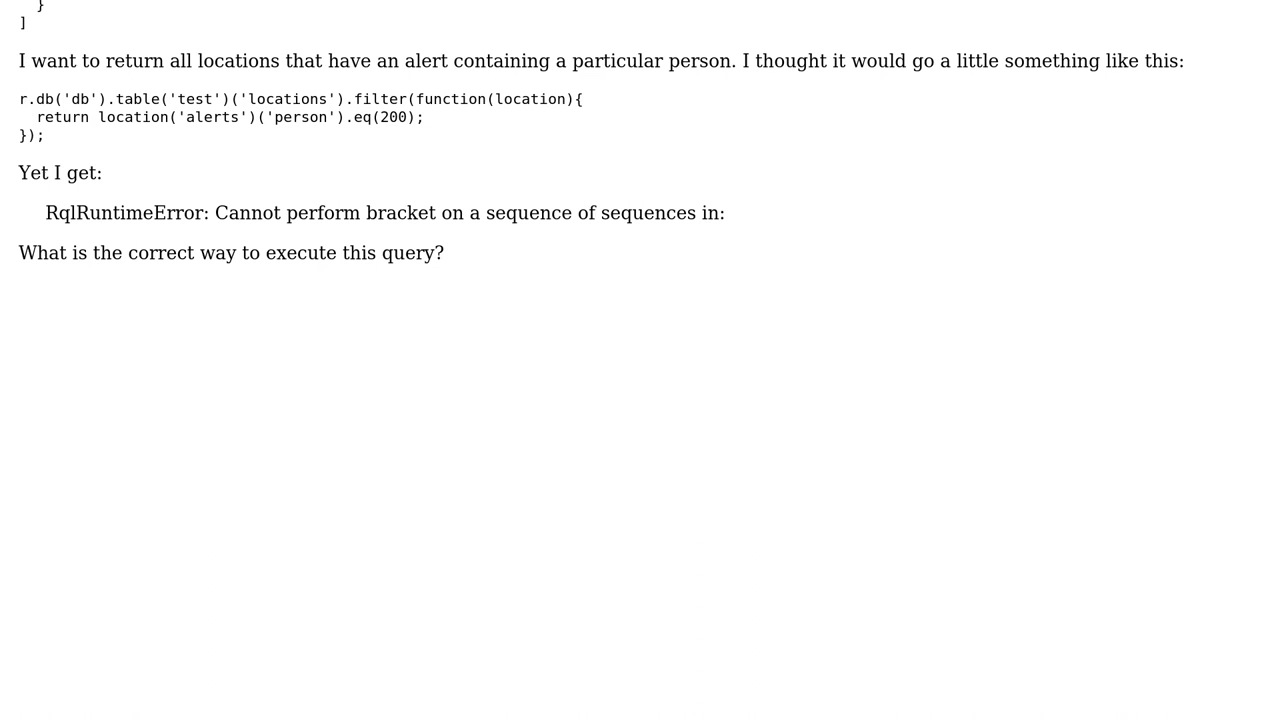 }
]
I want to return all locations that have an alert containing a particular person. I thought it would go a little something like this:
r.db('db').table('test')('locations').filter(function(location){
  return location('alerts')('person').eq(200);
});
Yet I get:
RqlRuntimeError: Cannot perform bracket on a sequence of sequences in:
What is the correct way to execute this query?